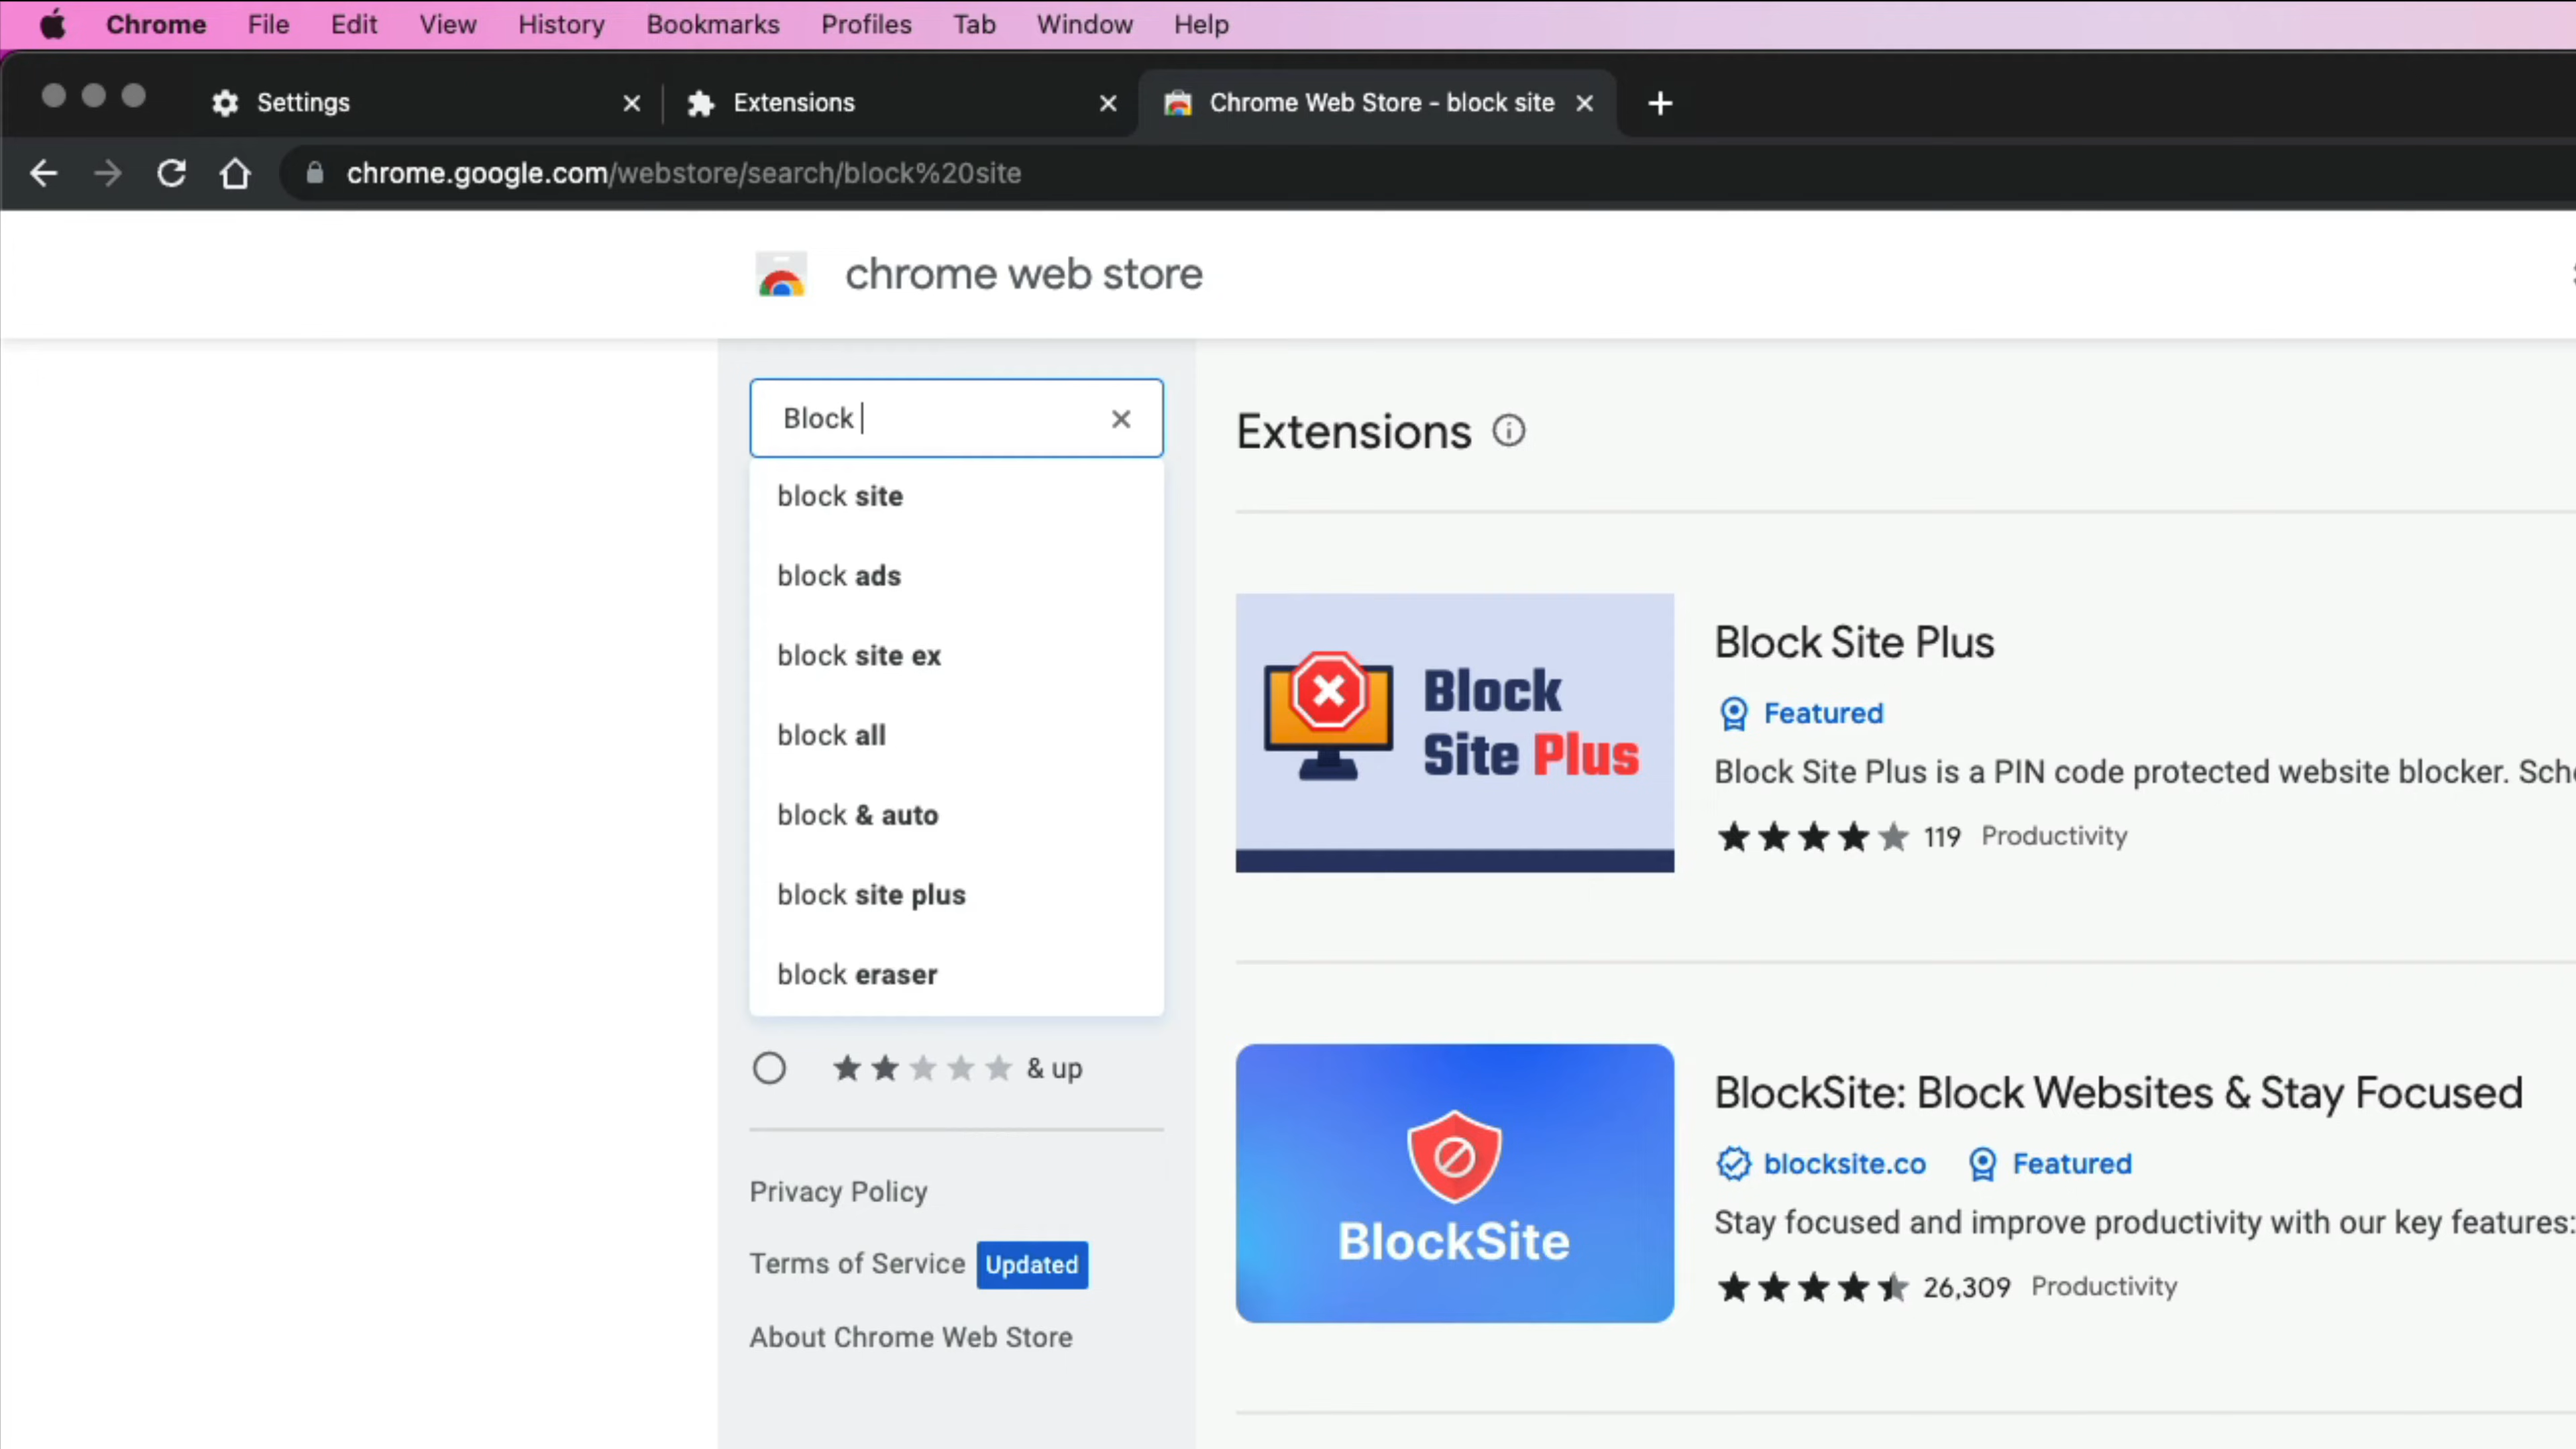 Chrome File Edit View History Bookmarks Profiles Tab Window Help
Settings Extensions Chrome Web Store - block site
chrome.google.com/webstore/search/block%20site
chrome web store
Block
block site
block ads
block site ex
block all
block & auto
block site plus
block eraser
& up
Privacy Policy
Terms of Service Updated
About Chrome Web Store
Extensions
Block
Site Plus
Block Site Plus
Featured
Block Site Plus is a PIN code protected website blocker.
119 Productivity
BlockSite
BlockSite: Block Websites & Stay Focused
blocksite.co Featured
Stay focused and improve productivity with our key features:
26,309 Productivity